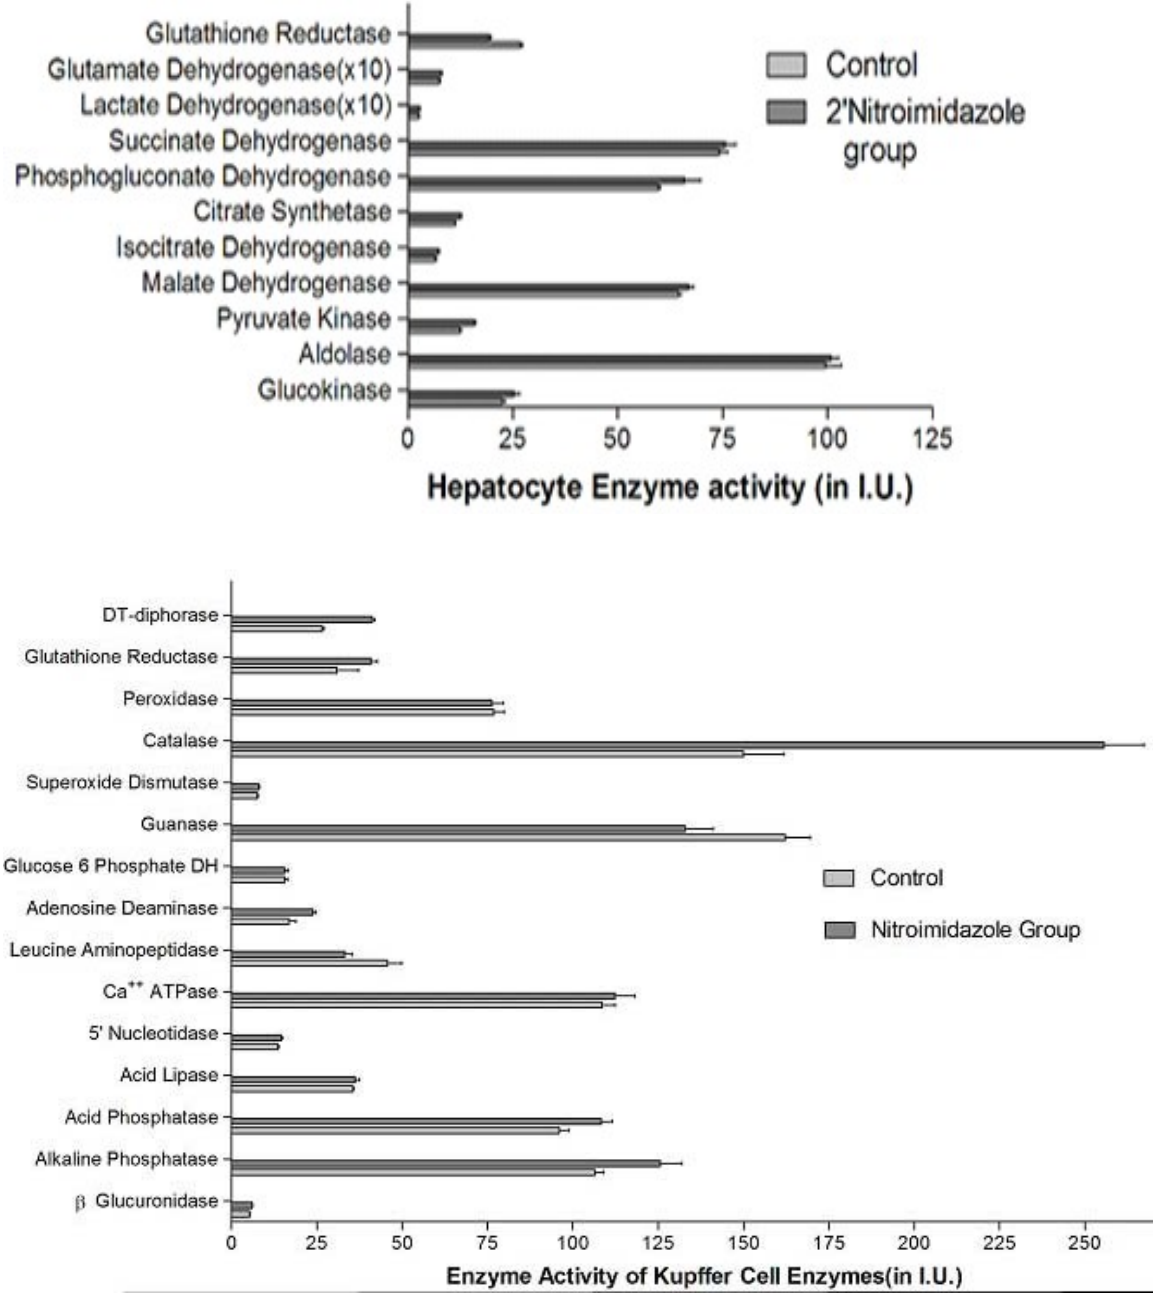 Glutathione Reductase
Glutamate Dehydrogenase(x10)
Lactate Dehydrogenase(x10)
Succinate Dehydrogenase
Phosphogluconate Dehydrogenase
Citrate Synthetase
Isocitrate Dehydrogenase
Malate Dehydrogenase
Pyruvate Kinase
Aldolase
Glucokinase
Control
2'Nitroimidazole
group
0 25 50 75 100 125
Hepatocyte Enzyme activity (in I.U.)
DT-diphorase
Glutathione Reductase
Peroxidase
Catalase
Superoxide Dismutase
Guanase
Glucose 6 Phosphate DH
Adenosine Deaminase
Leucine Aminopeptidase
Ca++ ATPase
5' Nucleotidase
Acid Lipase
Acid Phosphatase
Alkaline Phosphatase
β Glucuronidase
Control
Nitroimidazole Group
0 25 50 75 100 125 150 175 200 225 250
Enzyme Activity of Kupffer Cell Enzymes(in I.U.)